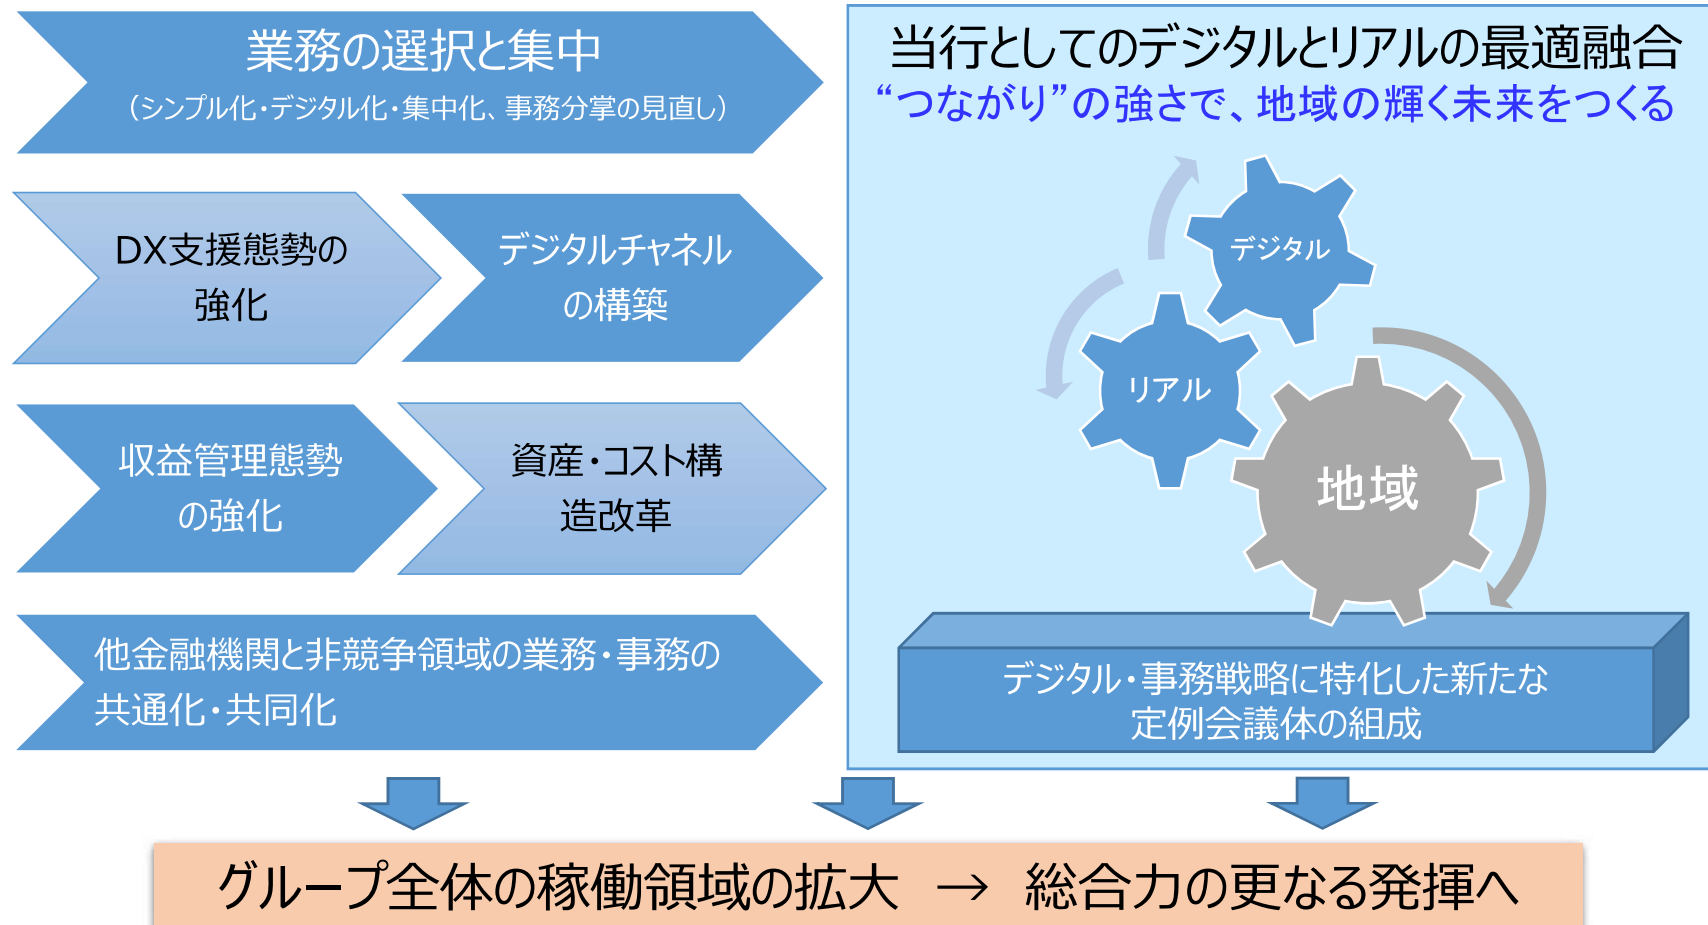 業務の選択と集中
（シンプル化・デジタル化・集中化、事務分掌の見直し）
DX支援態勢の
強化
デジタルチャネル
の構築
収益管理態勢
の強化
資産・コスト構
造改革
他金融機関と非競争領域の業務・事務の
共通化・共同化
当行としてのデジタルとリアルの最適融合
“つながり”の強さで、地域の輝く未来をつくる
デジタル
リアル
地域
デジタル・事務戦略に特化した新たな
定例会議体の組成
グループ全体の稼働領域の拡大　→　総合力の更なる発揮へ